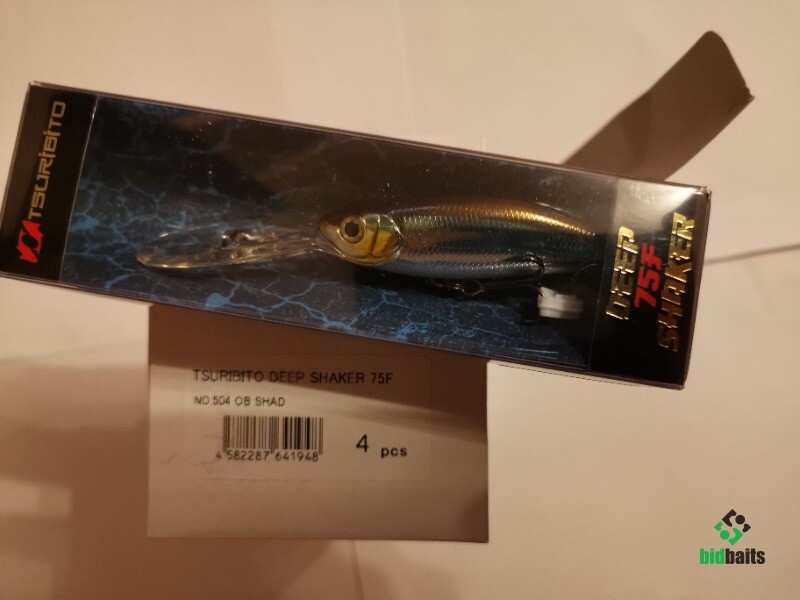 TSURIBITO
DEEP
75F
SHAKER
TSURIBITO DEEP SHAKER 75F
NO.504 OB SHAD
4 pcs
4 582287 641948
bidbaits